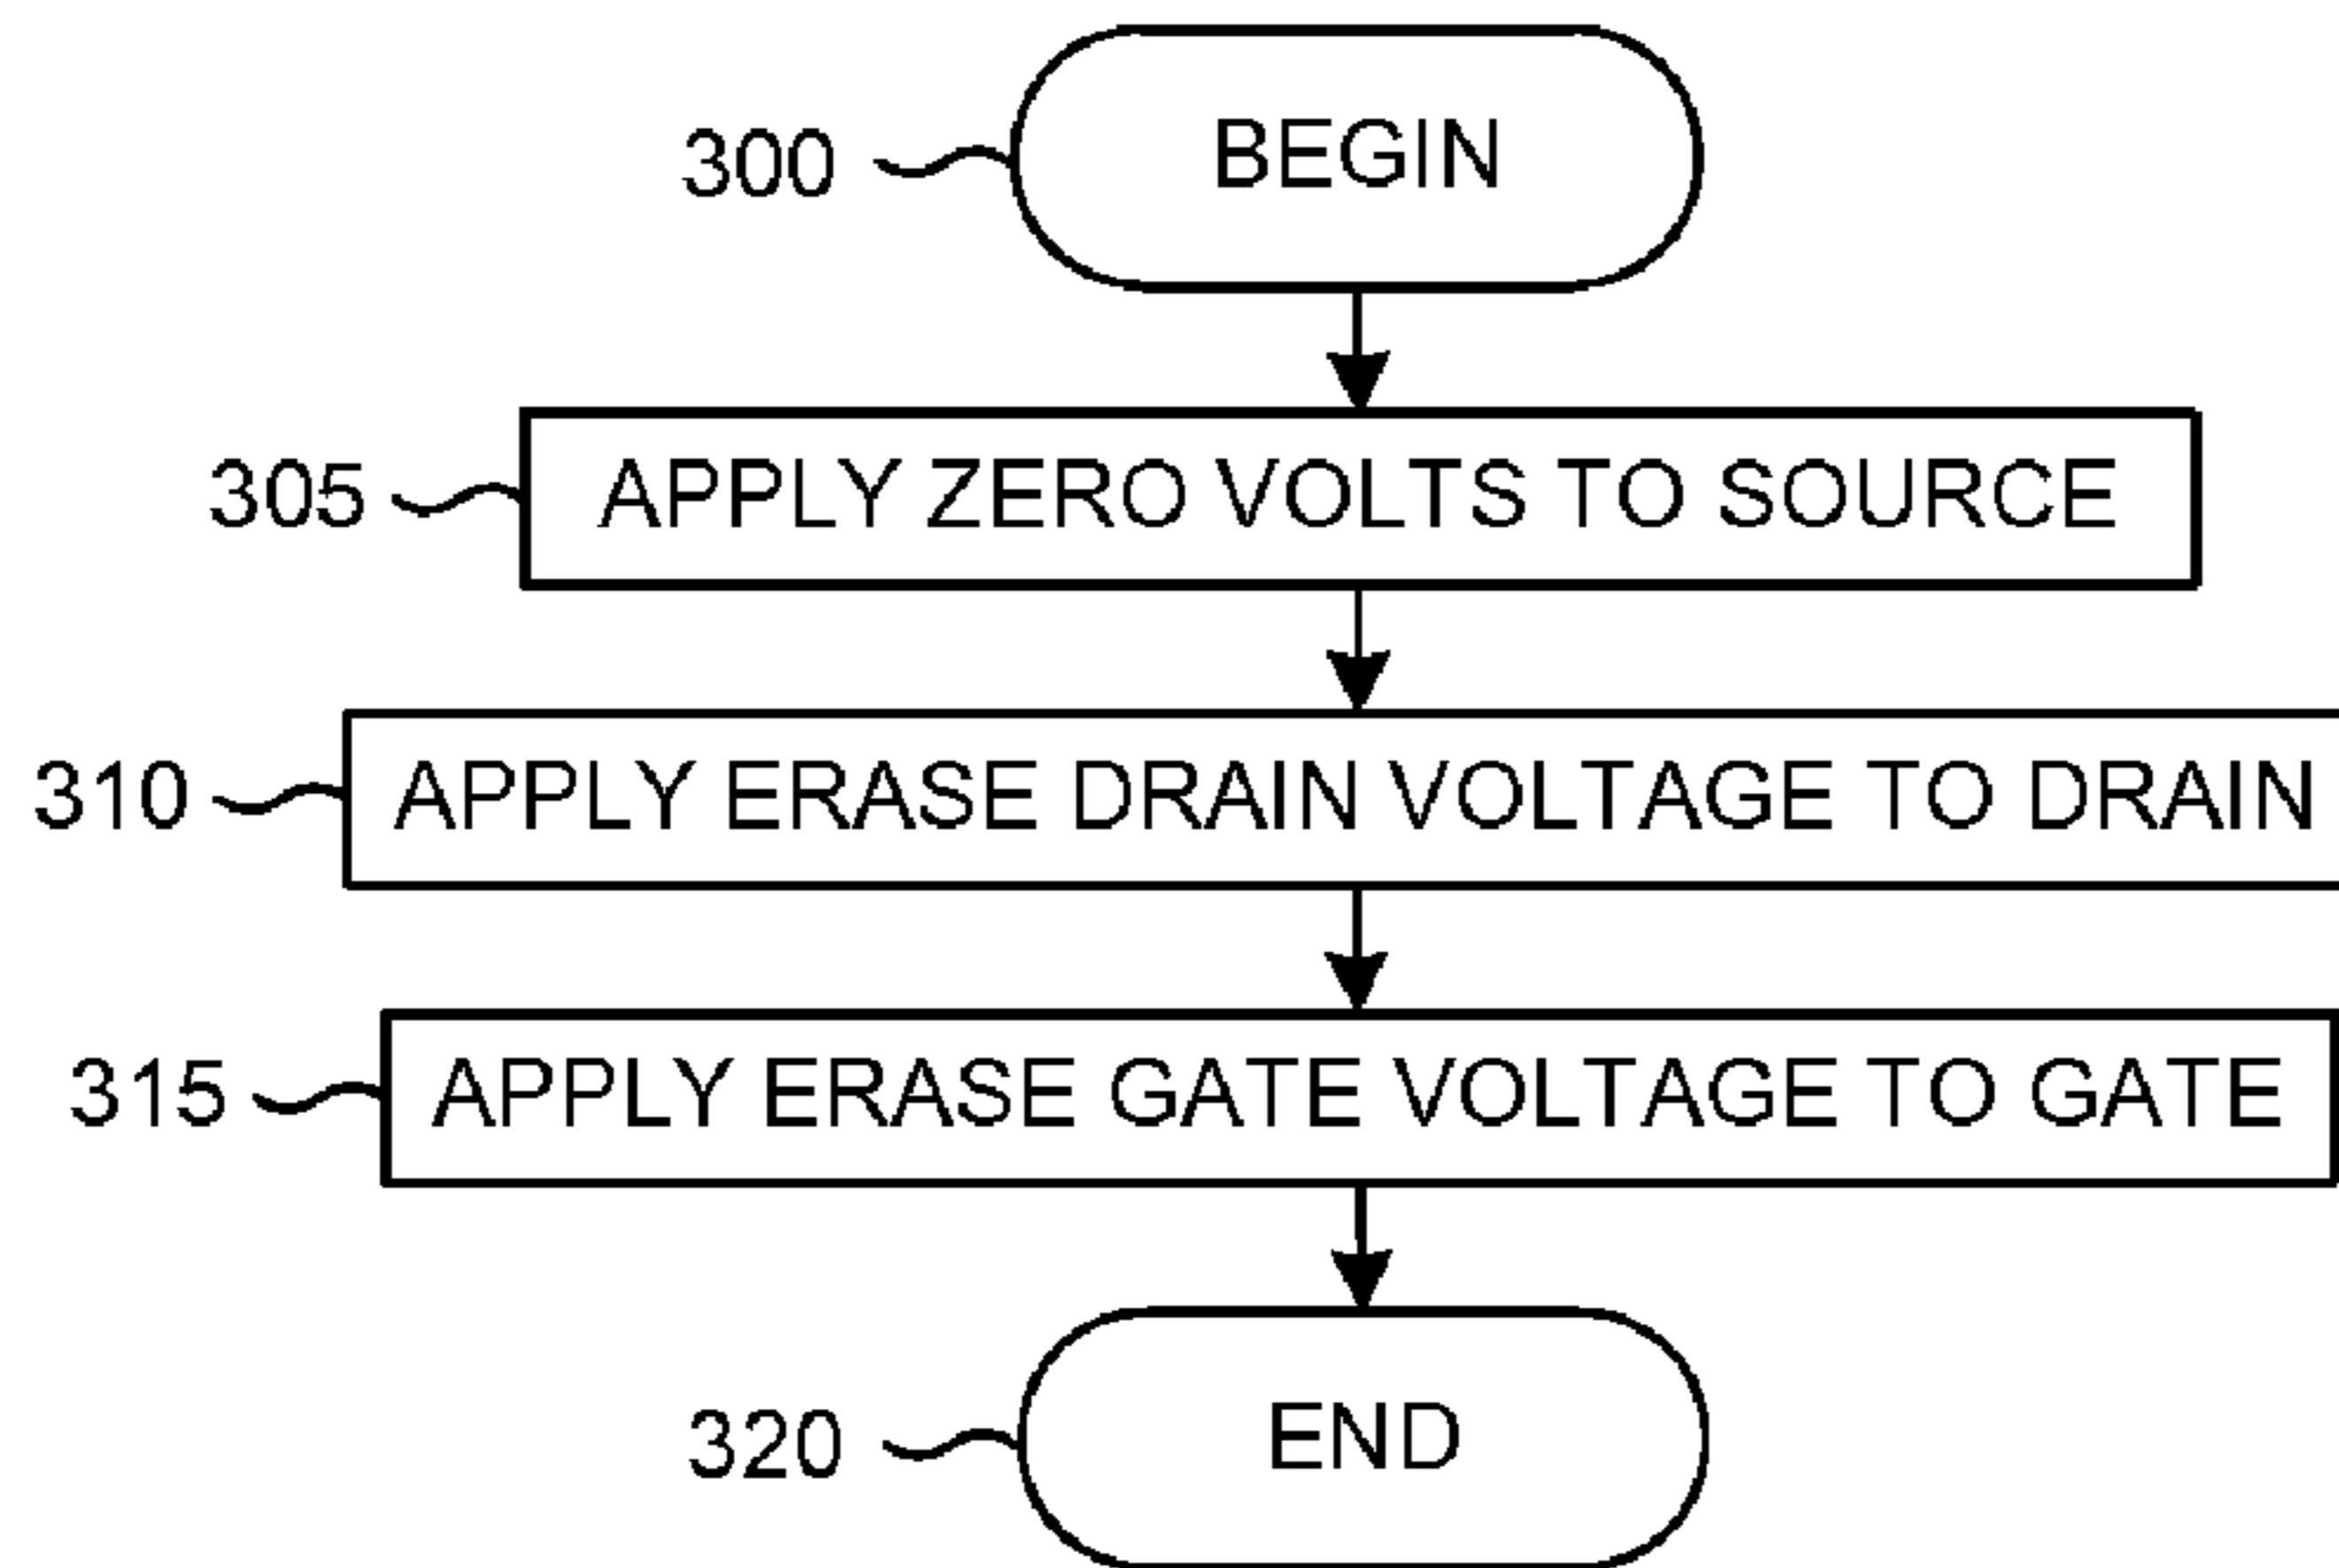 300 BEGIN
305 APPLY ZERO VOLTS TO SOURCE
310 APPLY ERASE DRAIN VOLTAGE TO DRAIN
315 APPLY ERASE GATE VOLTAGE TO GATE
320 END